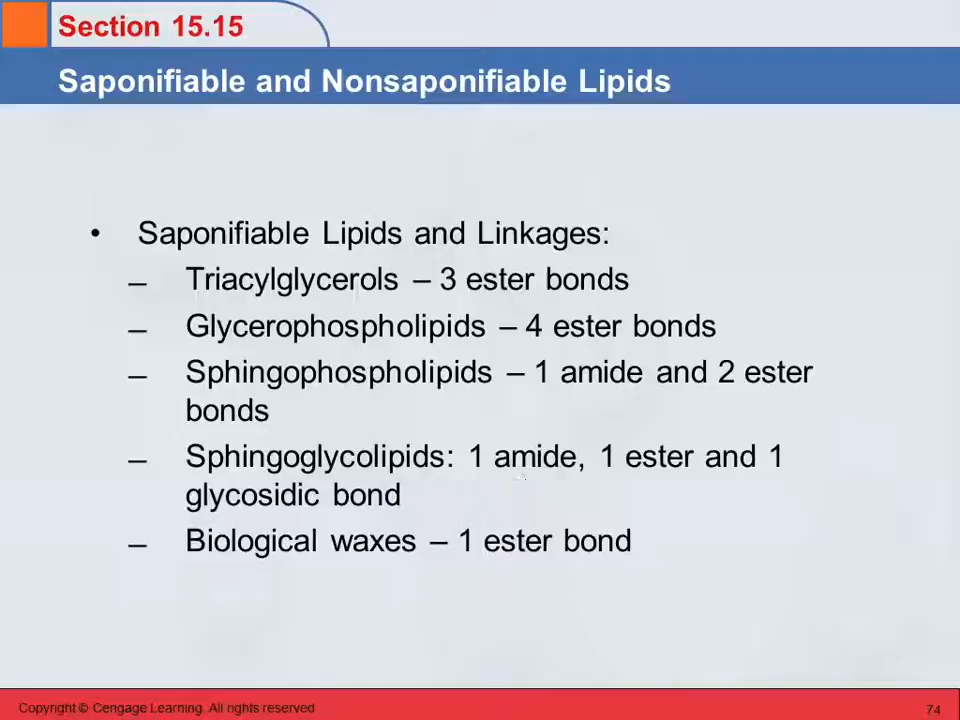 Section 15.15
Saponifiable and Nonsaponifiable Lipids
• Saponifiable Lipids and Linkages:
– Triacylglycerols – 3 ester bonds
– Glycerophospholipids – 4 ester bonds
– Sphingophospholipids – 1 amide and 2 ester
bonds
– Sphingoglycolipids: 1 amide, 1 ester and 1
glycosidic bond
– Biological waxes – 1 ester bond
Copyright © Cengage Learning. All rights reserved
74